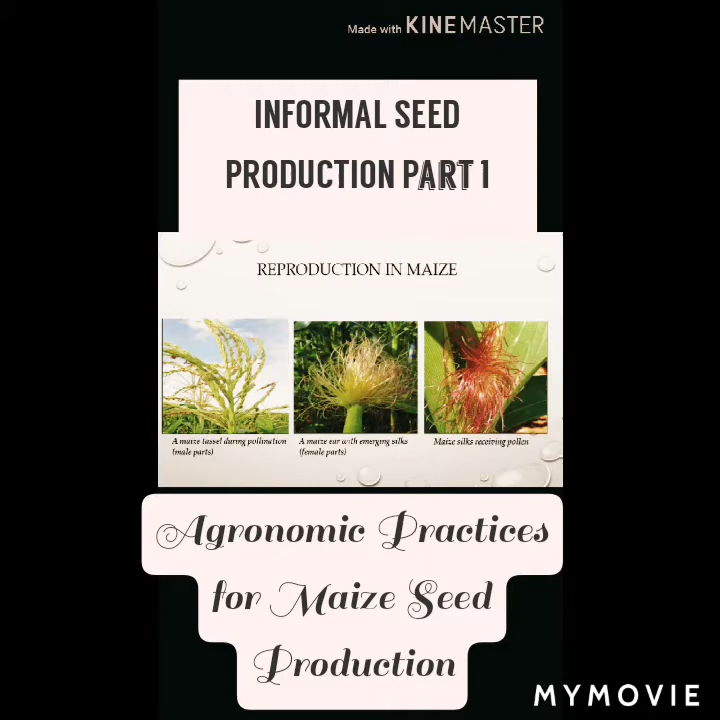 Made with KINEMASTER
INFORMAL SEED
PRODUCTION PART 1
REPRODUCTION IN MAIZE
A maize tassel during pollination
(male parts)
A maize ear with emerging silks
(female parts)
Maize silks receiving pollen
Agronomic Practices
for Maize Seed
Production
MYMOVIE